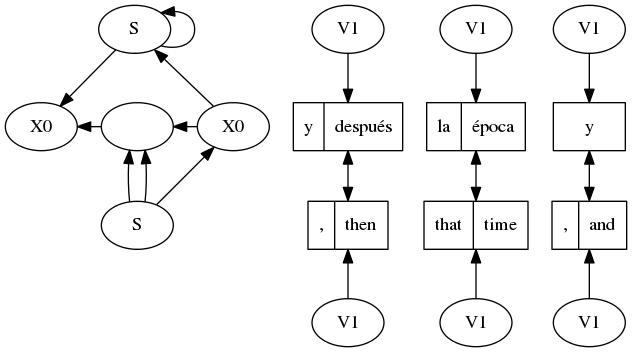 S V1 V1 V1
X0 X0 y después la época y
S , then that time , and
V1 V1 V1